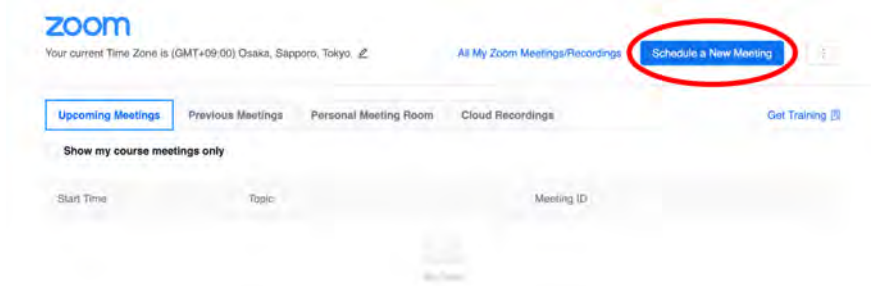 zoom
Your current Time Zone is (GMT+09:00) Osaka, Sapporo, Tokyo.
All My Zoom Meetings/Recordings
Schedule a New Meeting
Upcoming Meetings
Previous Meetings
Personal Meeting Room
Cloud Recordings
Get Training
Show my course meetings only
Start Time
Topic
Meeting ID